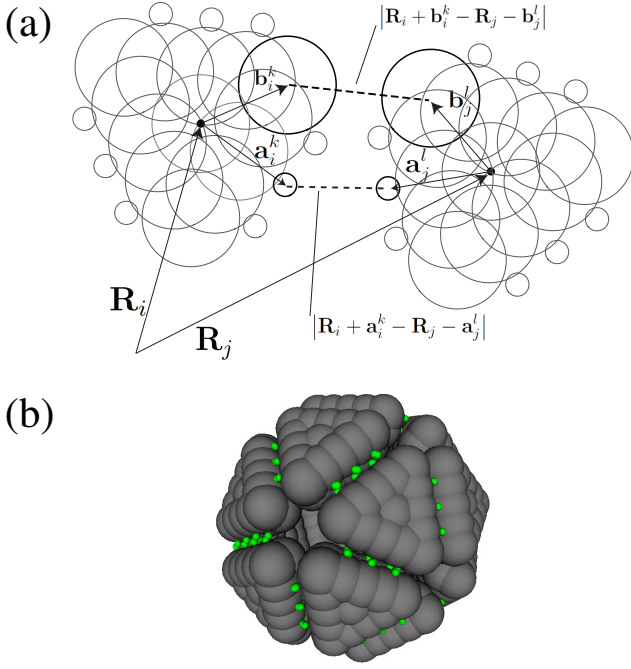 (a)
|R_i + b_i^k − R_j − b_j^l|
b_i^k
b_j^l
a_i^k
a_j^l
R_i
R_j
|R_i + a_i^k − R_j − a_j^l|
(b)